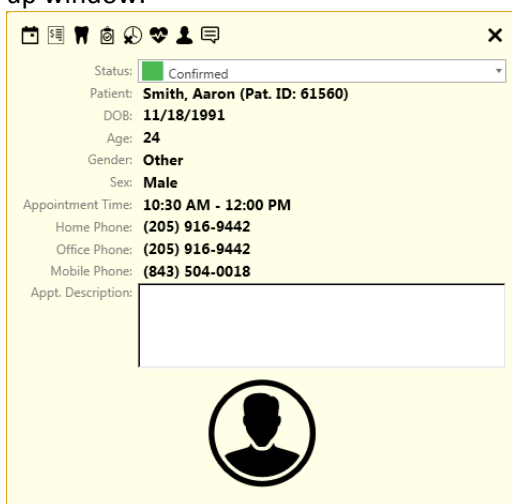 up window.
Status: Confirmed
Patient: Smith, Aaron (Pat. ID: 61560)
DOB: 11/18/1991
Age: 24
Gender: Other
Sex: Male
Appointment Time: 10:30 AM - 12:00 PM
Home Phone: (205) 916-9442
Office Phone: (205) 916-9442
Mobile Phone: (843) 504-0018
Appt. Description: